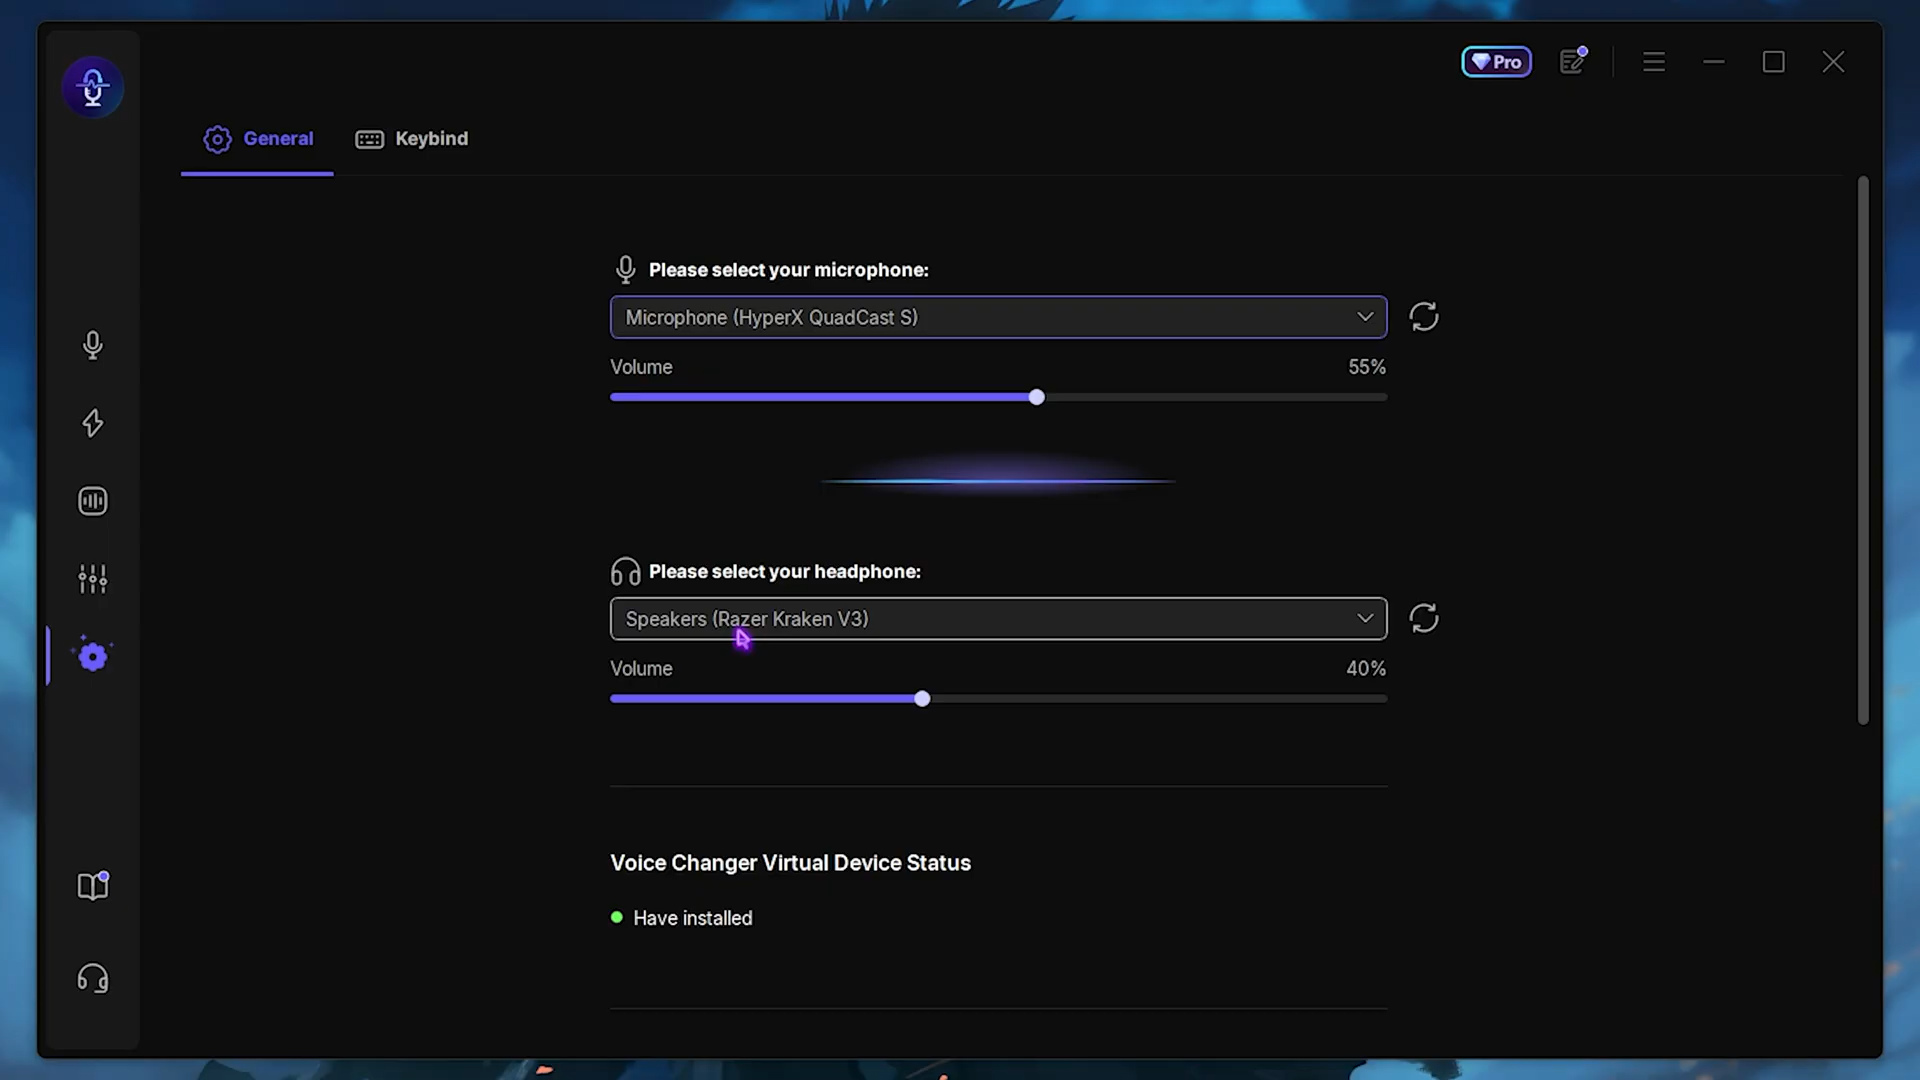 Pro
General
Keybind
Please select your microphone:
Microphone (HyperX QuadCast S)
Volume
55%
Please select your headphone:
Speakers (Razer Kraken V3)
Volume
40%
Voice Changer Virtual Device Status
Have installed